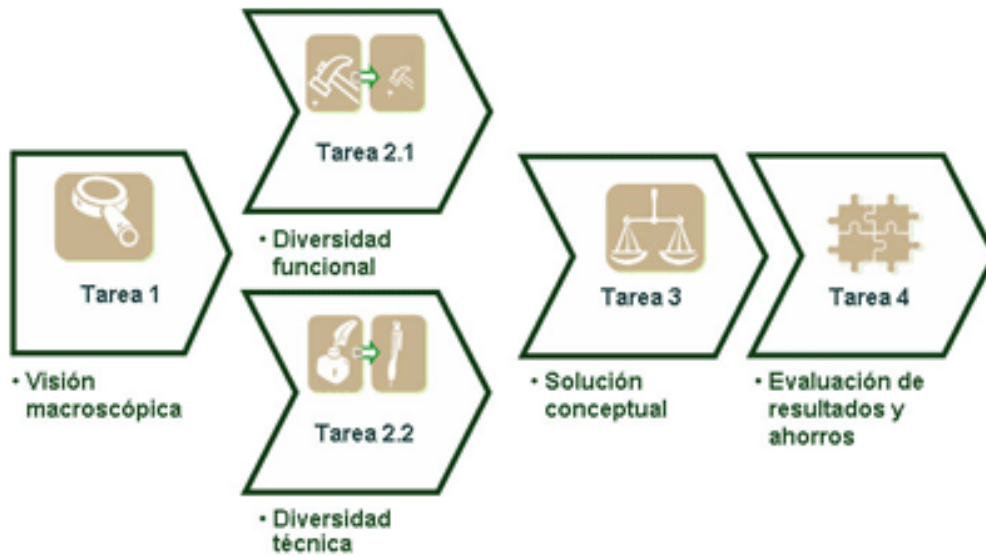 Tarea 1
• Visión
macroscópica
Tarea 2.1
• Diversidad
funcional
Tarea 2.2
• Diversidad
técnica
Tarea 3
• Solución
conceptual
Tarea 4
• Evaluación de
resultados y
ahorros